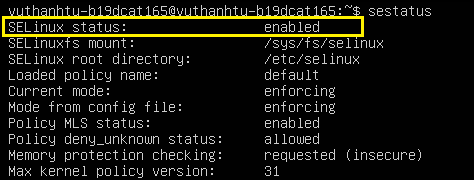 vuthanhtu-b19dcat165@vuthanhtu-b19dcat165:~$ sestatus
SELinux status: enabled
SELinuxfs mount: /sys/fs/selinux
SELinux root directory: /etc/selinux
Loaded policy name: default
Current mode: enforcing
Mode from config file: enforcing
Policy MLS status: enabled
Policy deny_unknown status: allowed
Memory protection checking: requested (insecure)
Max kernel policy version: 31